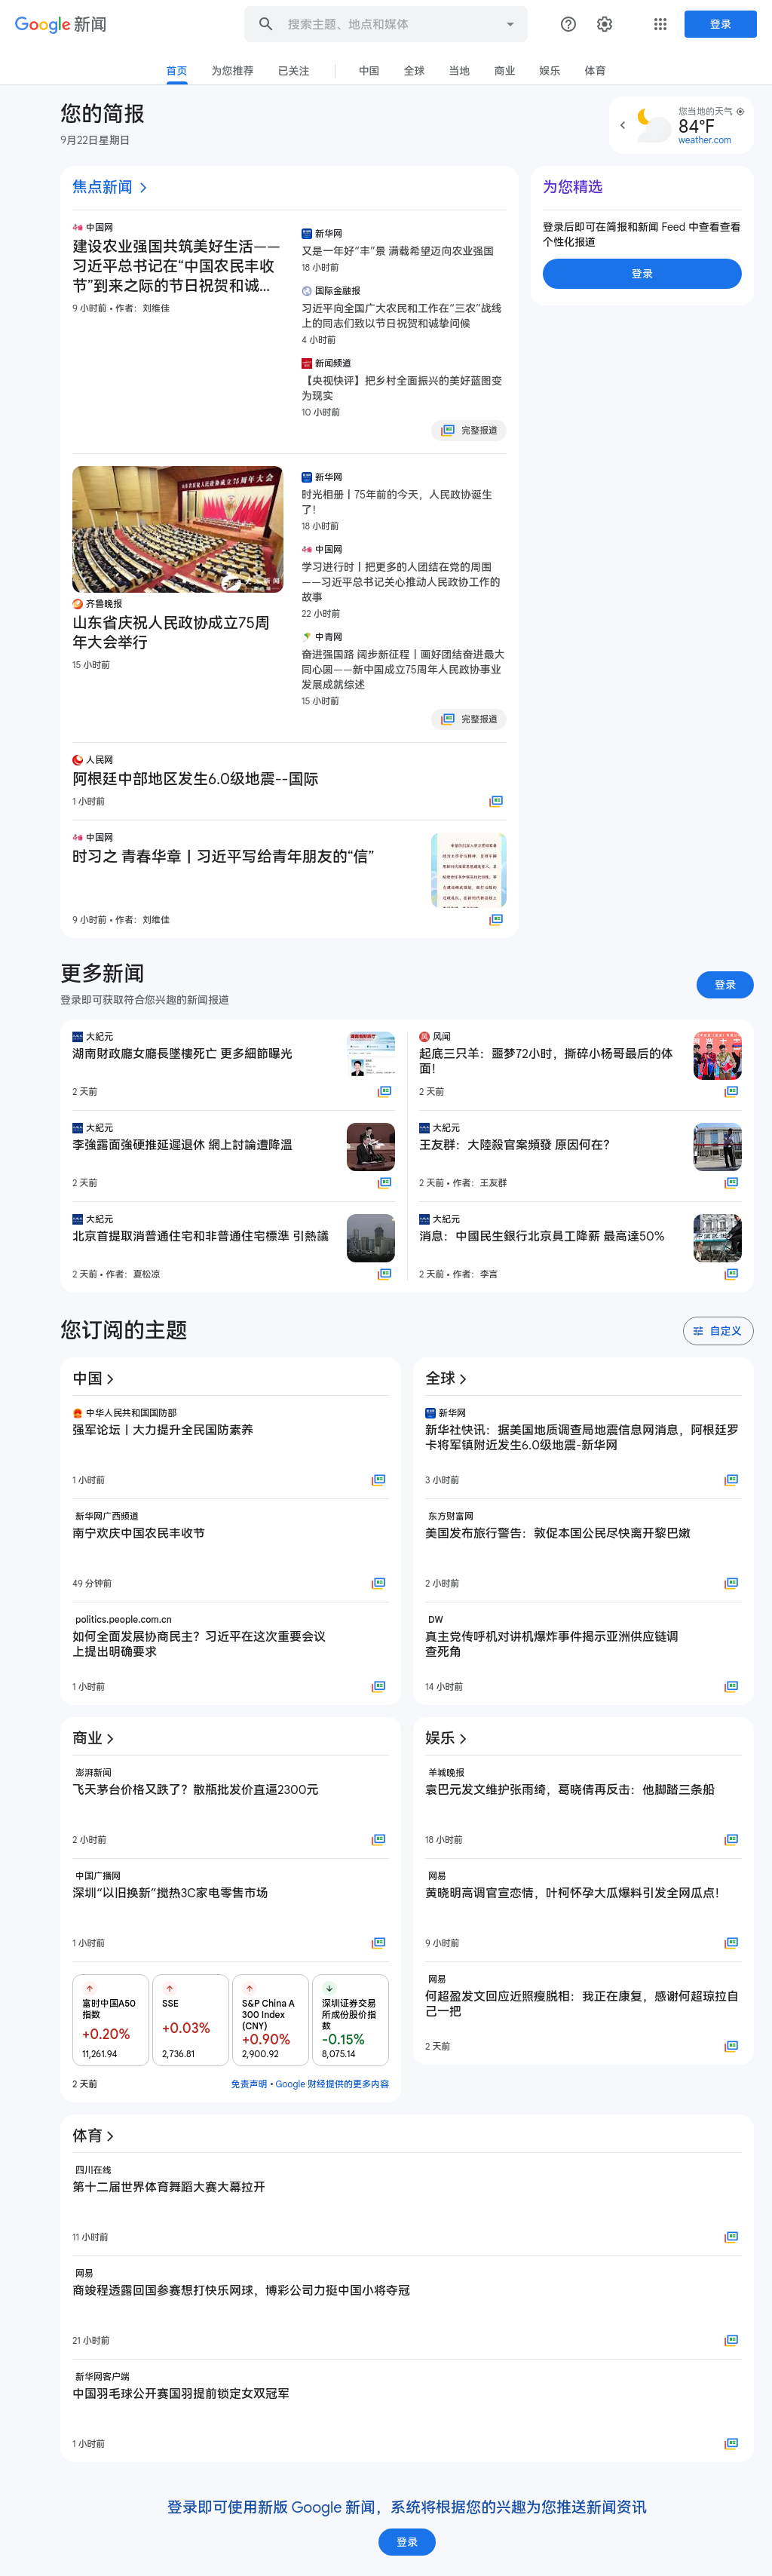 Google 新闻
搜索主题、地点和媒体
登录
首页
为您推荐
已关注
中国
全球
当地
商业
娱乐
体育
您的简报
9月22日星期日
您当地的天气
84°F
weather.com
焦点新闻
中国网
建设农业强国共筑美好生活——
习近平总书记在“中国农民丰收
节”到来之际的节日祝贺和诚...
9 小时前 • 作者：刘维佳
新华网
又是一年好“丰”景 满载希望迈向农业强国
18 小时前
国际金融报
习近平向全国广大农民和工作在“三农”战线
上的同志们致以节日祝贺和诚挚问候
4 小时前
新闻频道
【央视快评】把乡村全面振兴的美好蓝图变
为现实
10 小时前
完整报道
为您精选
登录后即可在简报和新闻 Feed 中查看查看
个性化报道
登录
齐鲁晚报
山东省庆祝人民政协成立75周
年大会举行
15 小时前
新华网
时光相册丨75年前的今天，人民政协诞生
了！
18 小时前
中国网
学习进行时丨把更多的人团结在党的周围
——习近平总书记关心推动人民政协工作的
故事
22 小时前
中青网
奋进强国路 阔步新征程丨画好团结奋进最大
同心圆——新中国成立75周年人民政协事业
发展成就综述
15 小时前
完整报道
人民网
阿根廷中部地区发生6.0级地震--国际
1 小时前
中国网
时习之 青春华章丨习近平写给青年朋友的“信”
9 小时前 • 作者：刘维佳
更多新闻
登录即可获取符合您兴趣的新闻报道
登录
大紀元
湖南財政廳女廳長墜樓死亡 更多細節曝光
2 天前
风闻
起底三只羊：噩梦72小时，撕碎小杨哥最后的体
面！
2 天前
大紀元
李強露面強硬推延遲退休 網上討論遭降溫
2 天前
大紀元
王友群：大陸殺官案頻發 原因何在？
2 天前 • 作者：王友群
大紀元
北京首提取消普通住宅和非普通住宅標準 引熱議
2 天前 • 作者：夏松凉
大紀元
消息：中國民生銀行北京員工降薪 最高達50%
2 天前 • 作者：李言
您订阅的主题
自定义
中国
中华人民共和国国防部
强军论坛丨大力提升全民国防素养
1 小时前
新华网广西频道
南宁欢庆中国农民丰收节
49 分钟前
politics.people.com.cn
如何全面发展协商民主？习近平在这次重要会议
上提出明确要求
1 小时前
全球
新华网
新华社快讯：据美国地质调查局地震信息网消息，阿根廷罗
卡将军镇附近发生6.0级地震-新华网
3 小时前
东方财富网
美国发布旅行警告：敦促本国公民尽快离开黎巴嫩
2 小时前
DW
真主党传呼机对讲机爆炸事件揭示亚洲供应链调
查死角
14 小时前
商业
澎湃新闻
飞天茅台价格又跌了？散瓶批发价直逼2300元
2 小时前
中国广播网
深圳“以旧换新”搅热3C家电零售市场
1 小时前
富时中国A50
指数
+0.20%
11,261.94
SSE
+0.03%
2,736.81
S&P China A
300 Index
(CNY)
+0.90%
2,900.92
深圳证券交易
所成份股价指
数
-0.15%
8,075.14
2 天前
免责声明 • Google 财经提供的更多内容
娱乐
羊城晚报
袁巴元发文维护张雨绮，葛晓倩再反击：他脚踏三条船
18 小时前
网易
黄晓明高调官宣恋情，叶柯怀孕大瓜爆料引发全网瓜点！
9 小时前
网易
何超盈发文回应近照瘦脱相：我正在康复，感谢何超琼拉自
己一把
2 天前
体育
四川在线
第十二届世界体育舞蹈大赛大幕拉开
11 小时前
网易
商竣程透露回国参赛想打快乐网球，博彩公司力挺中国小将夺冠
21 小时前
新华网客户端
中国羽毛球公开赛国羽提前锁定女双冠军
1 小时前
登录即可使用新版 Google 新闻，系统将根据您的兴趣为您推送新闻资讯
登录